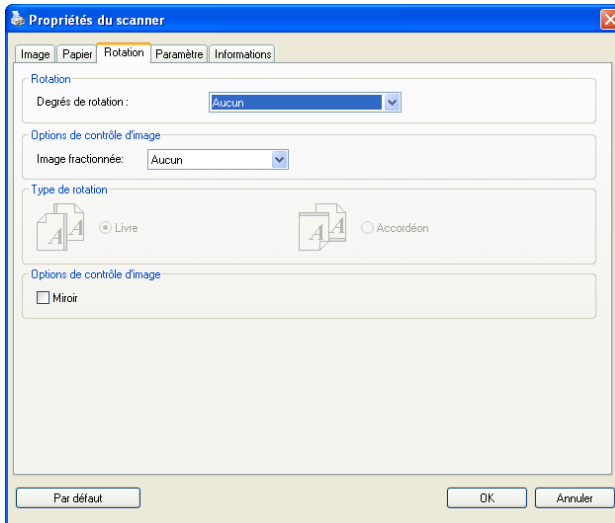 Propriétés du scanner
Image Papier Rotation Paramètre Informations
Rotation
Degrés de rotation : Aucun
Options de contrôle d'image
Image fractionnée: Aucun
Type de rotation
A A Livre A A Accordéon
Options de contrôle d'image
Miroir
Par défaut OK Annuler